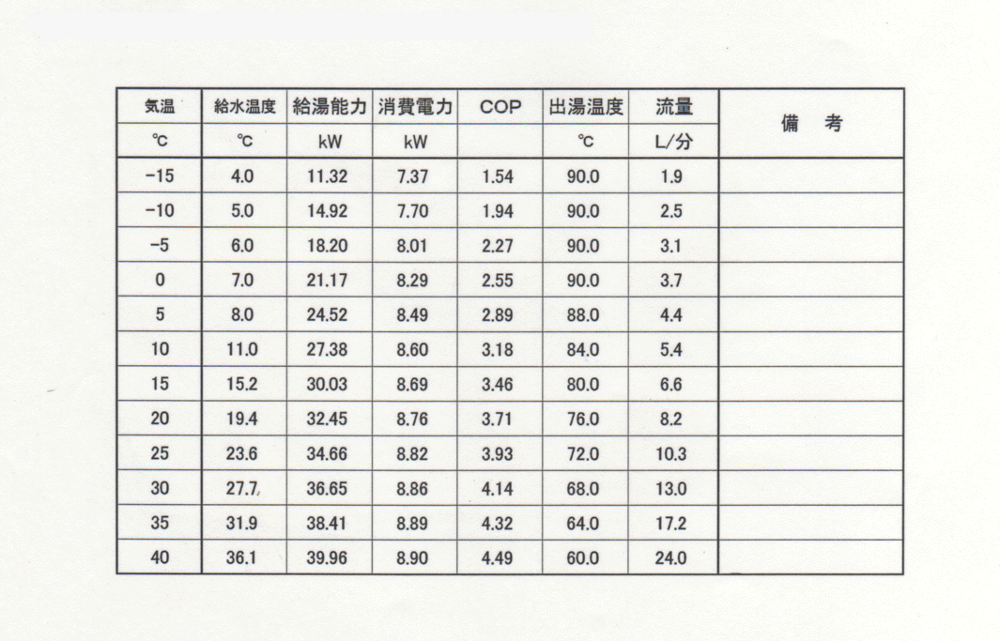 気温 給水温度 給湯能力 消費電力 COP 出湯温度 流量 備 考
℃ ℃ kW kW ℃ L/分
-15 4.0 11.32 7.37 1.54 90.0 1.9
-10 5.0 14.92 7.70 1.94 90.0 2.5
-5 6.0 18.20 8.01 2.27 90.0 3.1
0 7.0 21.17 8.29 2.55 90.0 3.7
5 8.0 24.52 8.49 2.89 88.0 4.4
10 11.0 27.38 8.60 3.18 84.0 5.4
15 15.2 30.03 8.69 3.46 80.0 6.6
20 19.4 32.45 8.76 3.71 76.0 8.2
25 23.6 34.66 8.82 3.93 72.0 10.3
30 27.7 36.65 8.86 4.14 68.0 13.0
35 31.9 38.41 8.89 4.32 64.0 17.2
40 36.1 39.96 8.90 4.49 60.0 24.0